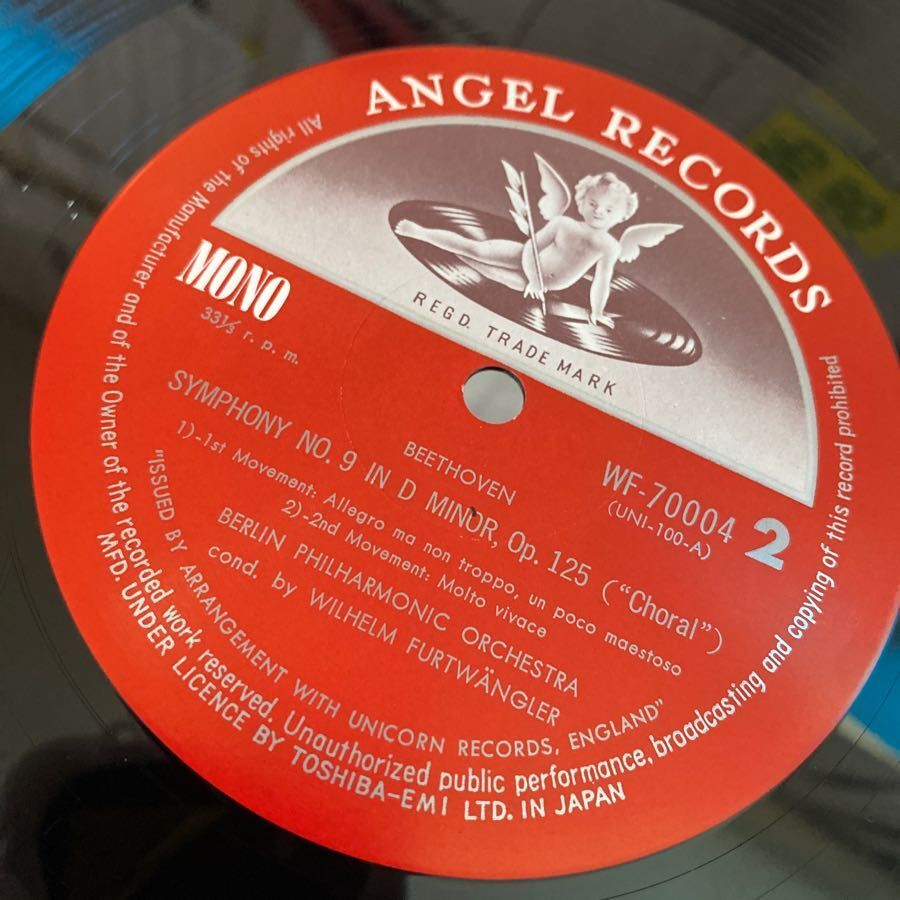 ANGEL RECORDS
REGD. TRADE MARK
MONO
33⅓ r. p. m.
WF-70004
(UNI-100-A)
2
BEETHOVEN
SYMPHONY NO. 9 IN D MINOR, Op. 125 ("Choral")
1)-1st Movement: Allegro ma non troppo, un poco maestoso
2)-2nd Movement: Molto vivace
BERLIN PHILHARMONIC ORCHESTRA
cond. by WILHELM FURTWÄNGLER
"ISSUED BY ARRANGEMENT WITH UNICORN RECORDS, ENGLAND"
All rights of the Manufacturer and of the Owner of the recorded work reserved. Unauthorized public performance, broadcasting and copying of this record prohibited
MFD. UNDER LICENCE BY TOSHIBA-EMI LTD. IN JAPAN